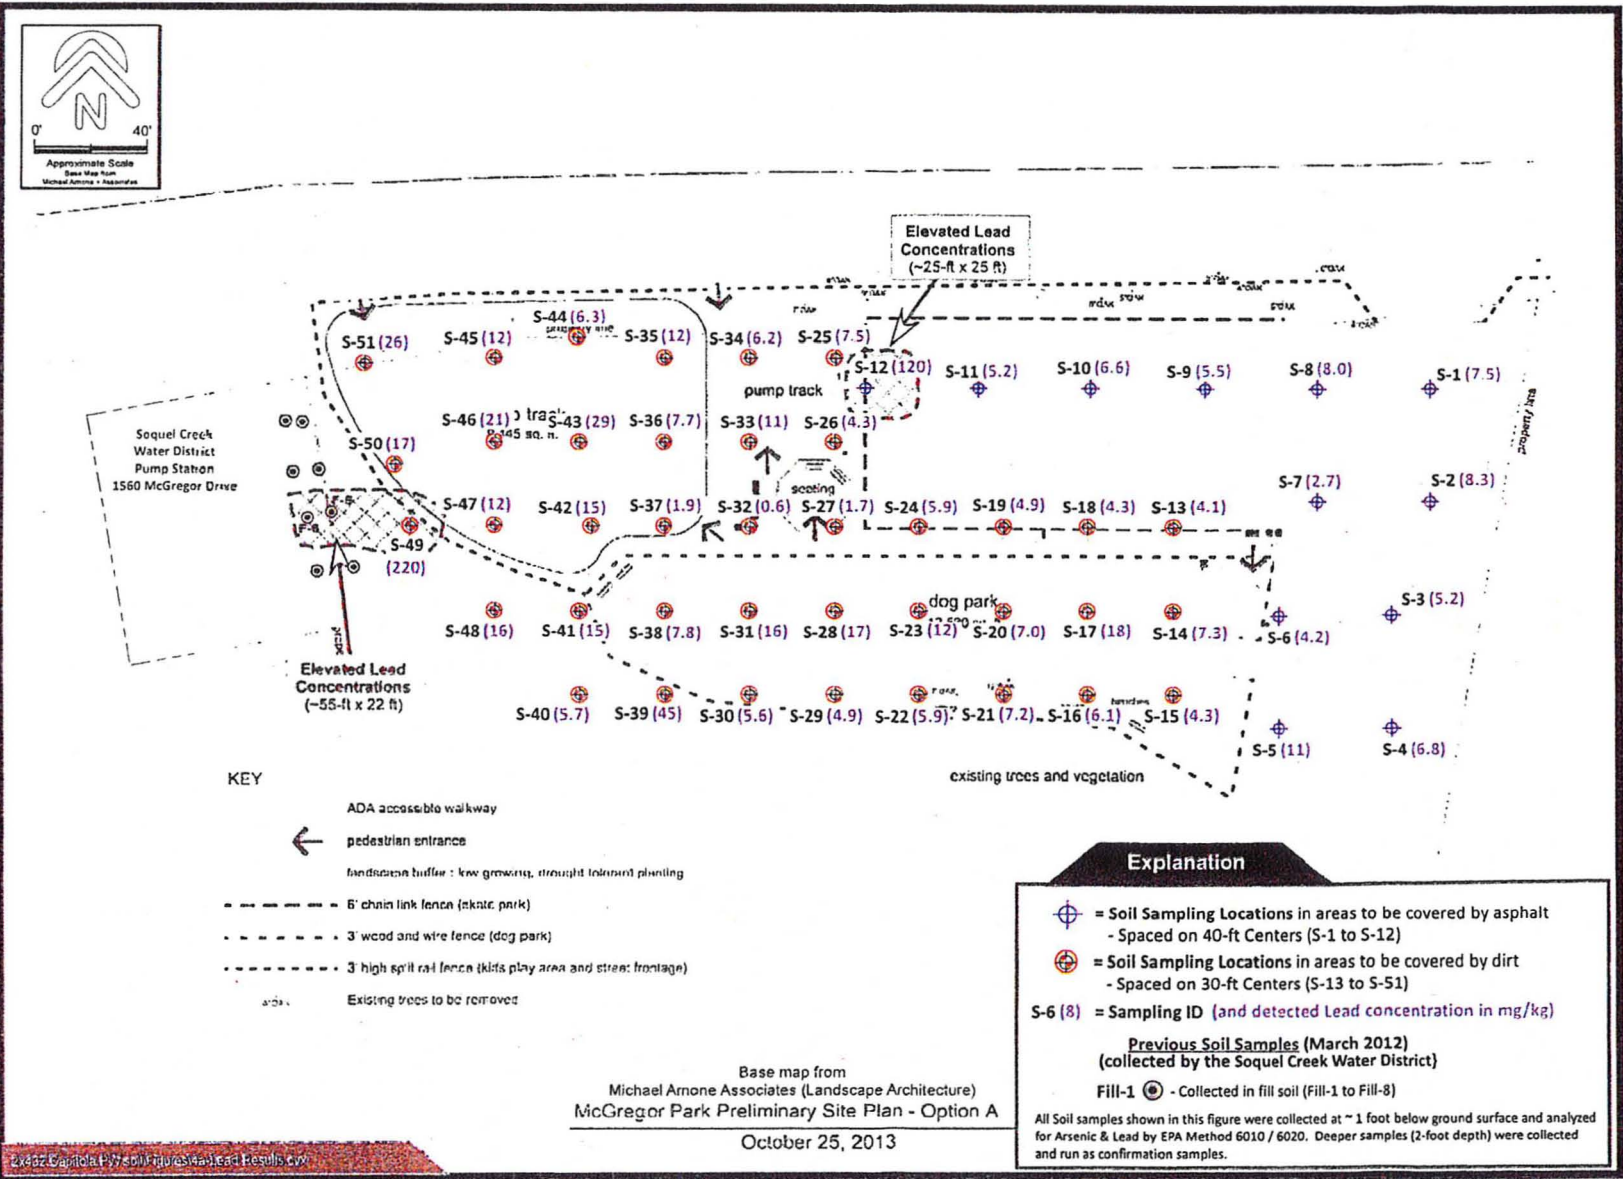 N
0' 40'
Approximate Scale
Base Map from
Michael Arnone + Associates
Elevated Lead
Concentrations
(~25-ft x 25 ft)
S-51 (26)
S-45 (12)
S-44 (6.3)
S-35 (12)
S-34 (6.2)
S-25 (7.5)
S-12 (120)
S-11 (5.2)
S-10 (6.6)
S-9 (5.5)
S-8 (8.0)
S-1 (7.5)
pump track
property line
Soquel Creek
Water District
Pump Station
1560 McGregor Drive
S-50 (17)
S-46 (21)
S-43 (29)
S-36 (7.7)
S-33 (11)
S-26 (4.3)
seating
S-7 (2.7)
S-2 (8.3)
S-49
(220)
S-47 (12)
S-42 (15)
S-37 (1.9)
S-32 (0.6)
S-27 (1.7)
S-24 (5.9)
S-19 (4.9)
S-18 (4.3)
S-13 (4.1)
dog park
S-48 (16)
S-41 (15)
S-38 (7.8)
S-31 (16)
S-28 (17)
S-23 (12)
S-20 (7.0)
S-17 (18)
S-14 (7.3)
S-6 (4.2)
S-3 (5.2)
Elevated Lead
Concentrations
(~55-ft x 22 ft)
S-40 (5.7)
S-39 (45)
S-30 (5.6)
S-29 (4.9)
S-22 (5.9)
S-21 (7.2)
S-16 (6.1)
S-15 (4.3)
benches
S-5 (11)
S-4 (6.8)
existing trees and vegetation
KEY
ADA accessible walkway
pedestrian entrance
landscape buffer : low growing, drought tolerant planting
6' chain link fence (skate park)
3' wood and wire fence (dog park)
3' high split rail fence (kids play area and street frontage)
Existing trees to be removed
Base map from
Michael Arnone Associates (Landscape Architecture)
McGregor Park Preliminary Site Plan - Option A
October 25, 2013
Explanation
= Soil Sampling Locations in areas to be covered by asphalt
- Spaced on 40-ft Centers (S-1 to S-12)
= Soil Sampling Locations in areas to be covered by dirt
- Spaced on 30-ft Centers (S-13 to S-51)
S-6 (8) = Sampling ID (and detected Lead concentration in mg/kg)
Previous Soil Samples (March 2012)
(collected by the Soquel Creek Water District)
Fill-1 - Collected in fill soil (Fill-1 to Fill-8)
All Soil samples shown in this figure were collected at ~ 1 foot below ground surface and analyzed
for Arsenic & Lead by EPA Method 6010 / 6020. Deeper samples (2-foot depth) were collected
and run as confirmation samples.